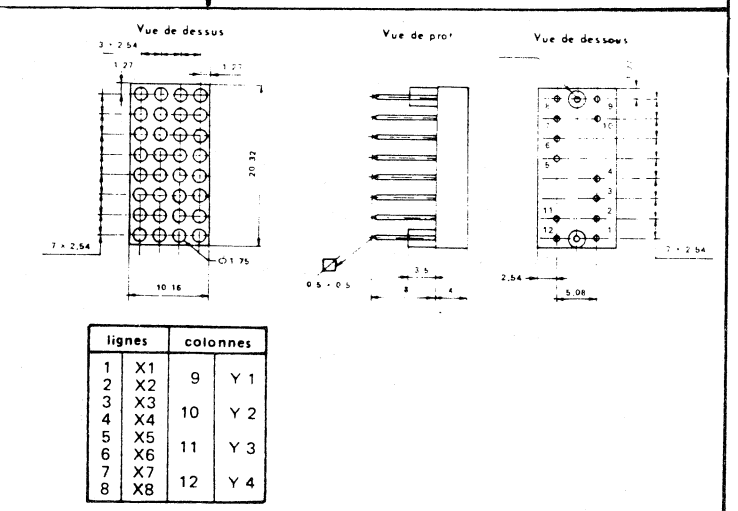 Vue de dessus
3 × 2.54
1.27
1.27
20.32
7 × 2,54
∅ 1.75
10.16
Vue de prof
3.5
0.5 × 0.5
8
4
Vue de dessous
8
9
7
10
6
5
4
3
11
2
12
1
7 × 2.54
2,54
5,08
lignes colonnes
1 X1
2 X2
9 Y 1
3 X3
4 X4
10 Y 2
5 X5
6 X6
11 Y 3
7 X7
8 X8
12 Y 4